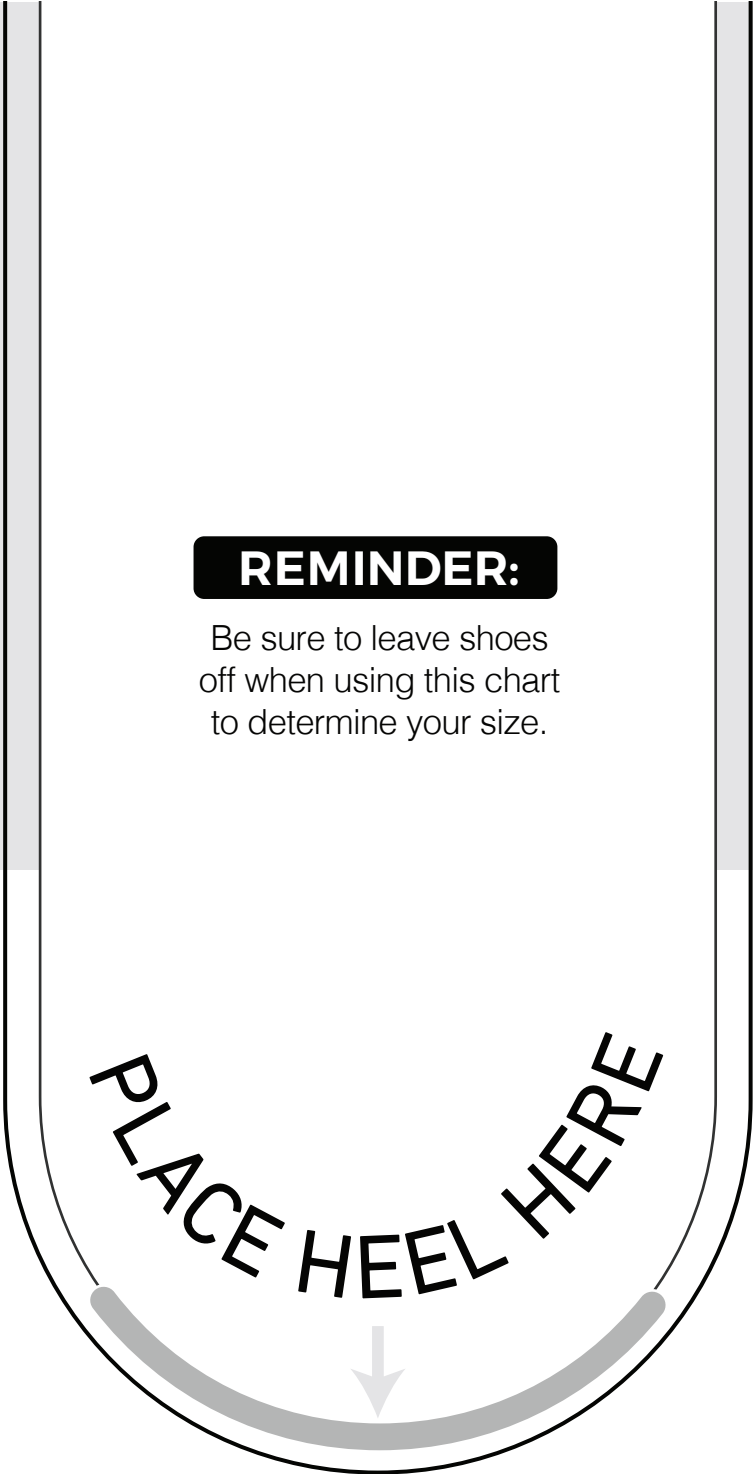 REMINDER:
Be sure to leave shoes
off when using this chart
to determine your size.
PLACE HEEL HERE